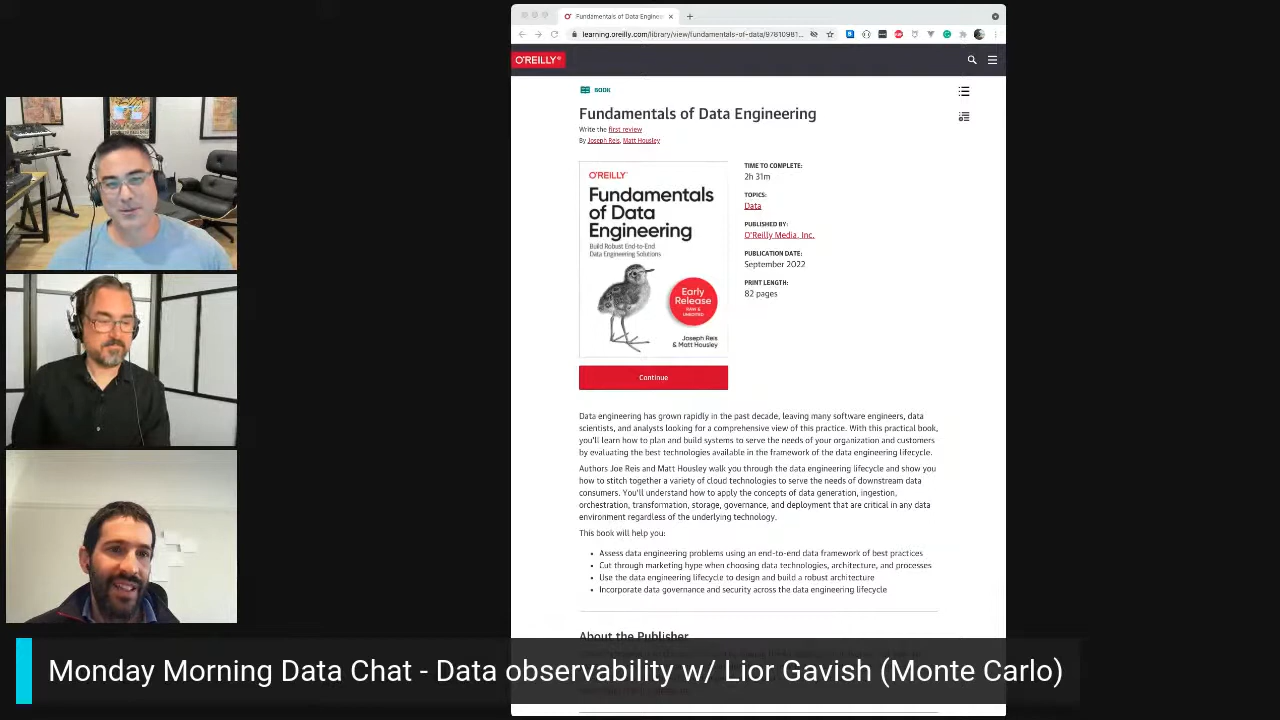 Fundamentals of Data Enginee
learning.oreilly.com/library/view/fundamentals-of-data/97810981...
O'REILLY®
BOOK
Fundamentals of Data Engineering
Write the first review
By Joseph Reis, Matt Housley
O'REILLY®
Fundamentals
of Data
Engineering
Build Robust End-to-End
Data Engineering Solutions
Early
Release
RAW &
UNEDITED
Joseph Reis
& Matt Housley
TIME TO COMPLETE:
2h 31m
TOPICS:
Data
PUBLISHED BY:
O'Reilly Media, Inc.
PUBLICATION DATE:
September 2022
PRINT LENGTH:
82 pages
Continue
Data engineering has grown rapidly in the past decade, leaving many software engineers, data
scientists, and analysts looking for a comprehensive view of this practice. With this practical book,
you'll learn how to plan and build systems to serve the needs of your organization and customers
by evaluating the best technologies available in the framework of the data engineering lifecycle.
Authors Joe Reis and Matt Housley walk you through the data engineering lifecycle and show you
how to stitch together a variety of cloud technologies to serve the needs of downstream data
consumers. You'll understand how to apply the concepts of data generation, ingestion,
orchestration, transformation, storage, governance, and deployment that are critical in any data
environment regardless of the underlying technology.
This book will help you:
• Assess data engineering problems using an end-to-end data framework of best practices
• Cut through marketing hype when choosing data technologies, architecture, and processes
• Use the data engineering lifecycle to design and build a robust architecture
• Incorporate data governance and security across the data engineering lifecycle
About the Publisher
Monday Morning Data Chat - Data observability w/ Lior Gavish (Monte Carlo)